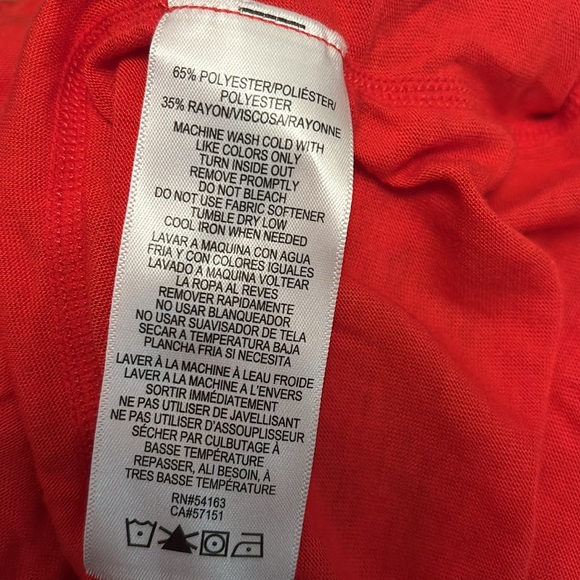 65% POLYESTER/POLIÉSTER/
POLYESTER
35% RAYON/VISCOSA/RAYONNE
MACHINE WASH COLD WITH
LIKE COLORS ONLY
TURN INSIDE OUT
REMOVE PROMPTLY
DO NOT BLEACH
DO NOT USE FABRIC SOFTENER
TUMBLE DRY LOW
COOL IRON WHEN NEEDED
LAVAR A MAQUINA CON AGUA
FRIA Y CON COLORES IGUALES
LAVADO A MAQUINA VOLTEAR
LA ROPA AL REVES
REMOVER RAPIDAMENTE
NO USAR BLANQUEADOR
NO USAR SUAVISADOR DE TELA
SECAR A TEMPERATURA BAJA
PLANCHA FRIA SI NECESITA
LAVER À LA MACHINE À LEAU FROIDE
LAVER A LA MACHINE A L'ENVERS
SORTIR IMMÉDIATEMENT
NE PAS UTILISER DE JAVELLISANT
NE PAS UTILISER D'ASSOUPLISSEUR
SÉCHER PAR CULBUTAGE À
BASSE TEMPÉRATURE
REPASSER, ALI BESOIN, À
TRES BASSE TEMPÉRATURE
RN#54163
CA#57151